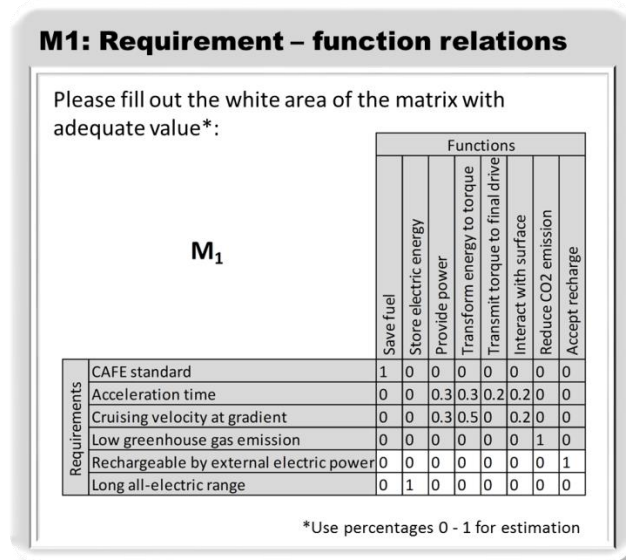 M1: Requirement – function relations
Please fill out the white area of the matrix with
adequate value*:
M1
Functions
Save fuel
Store electric energy
Provide power
Transform energy to torque
Transmit torque to final drive
Interact with surface
Reduce CO2 emission
Accept recharge
Requirements
CAFE standard 1 0 0 0 0 0 0 0
Acceleration time 0 0 0.3 0.3 0.2 0.2 0 0
Cruising velocity at gradient 0 0 0.3 0.5 0 0.2 0 0
Low greenhouse gas emission 0 0 0 0 0 0 1 0
Rechargeable by external electric power 0 0 0 0 0 0 0 1
Long all-electric range 0 1 0 0 0 0 0 0
*Use percentages 0 - 1 for estimation